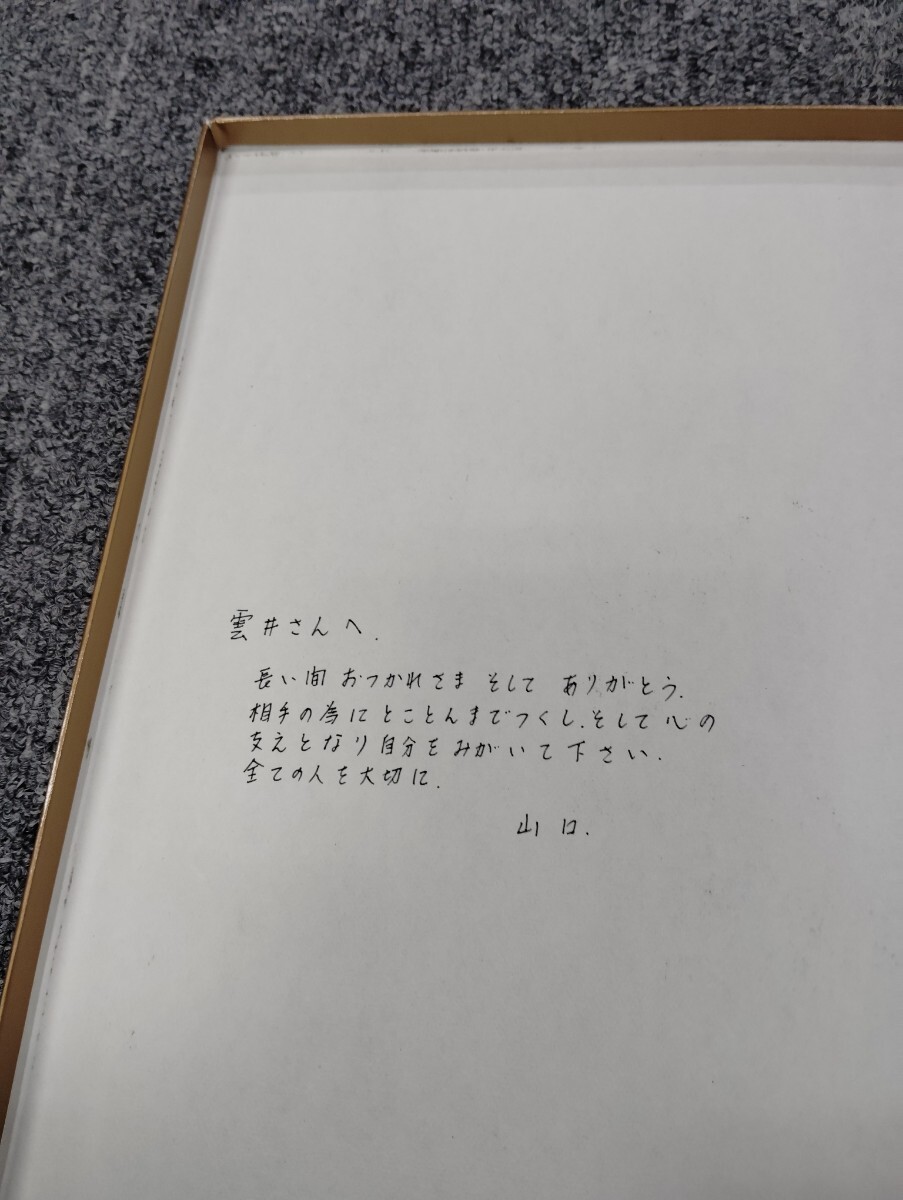 雲井さんへ.
長い間 おつかれさま そして ありがとう.
相手の為にとことんまでつくし.そして心の
支えとなり自分をみがいて下さい.
全ての人を大切に.
山口.